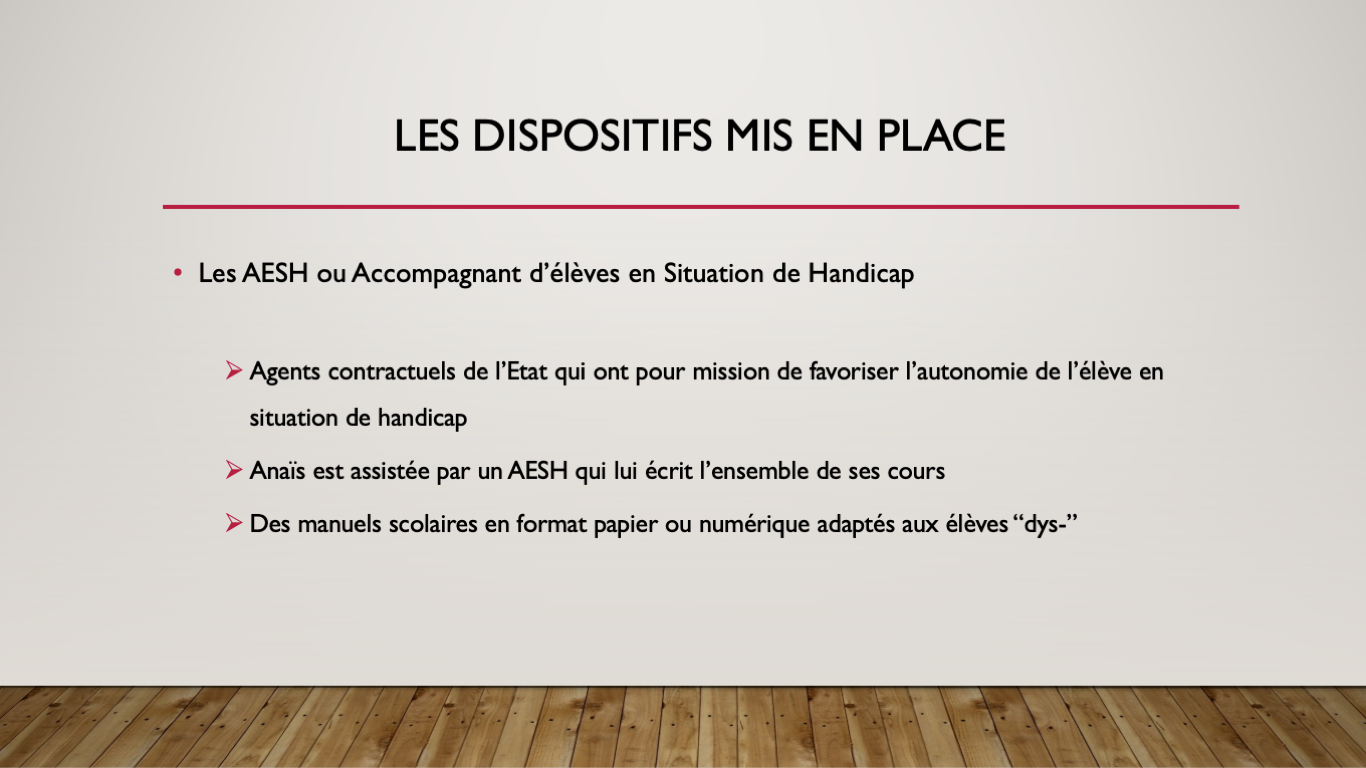 LES DISPOSITIFS MIS EN PLACE
• Les AESH ou Accompagnant d’élèves en Situation de Handicap
➢ Agents contractuels de l’Etat qui ont pour mission de favoriser l’autonomie de l’élève en
situation de handicap
➢ Anaïs est assistée par un AESH qui lui écrit l’ensemble de ses cours
➢ Des manuels scolaires en format papier ou numérique adaptés aux élèves “dys-”